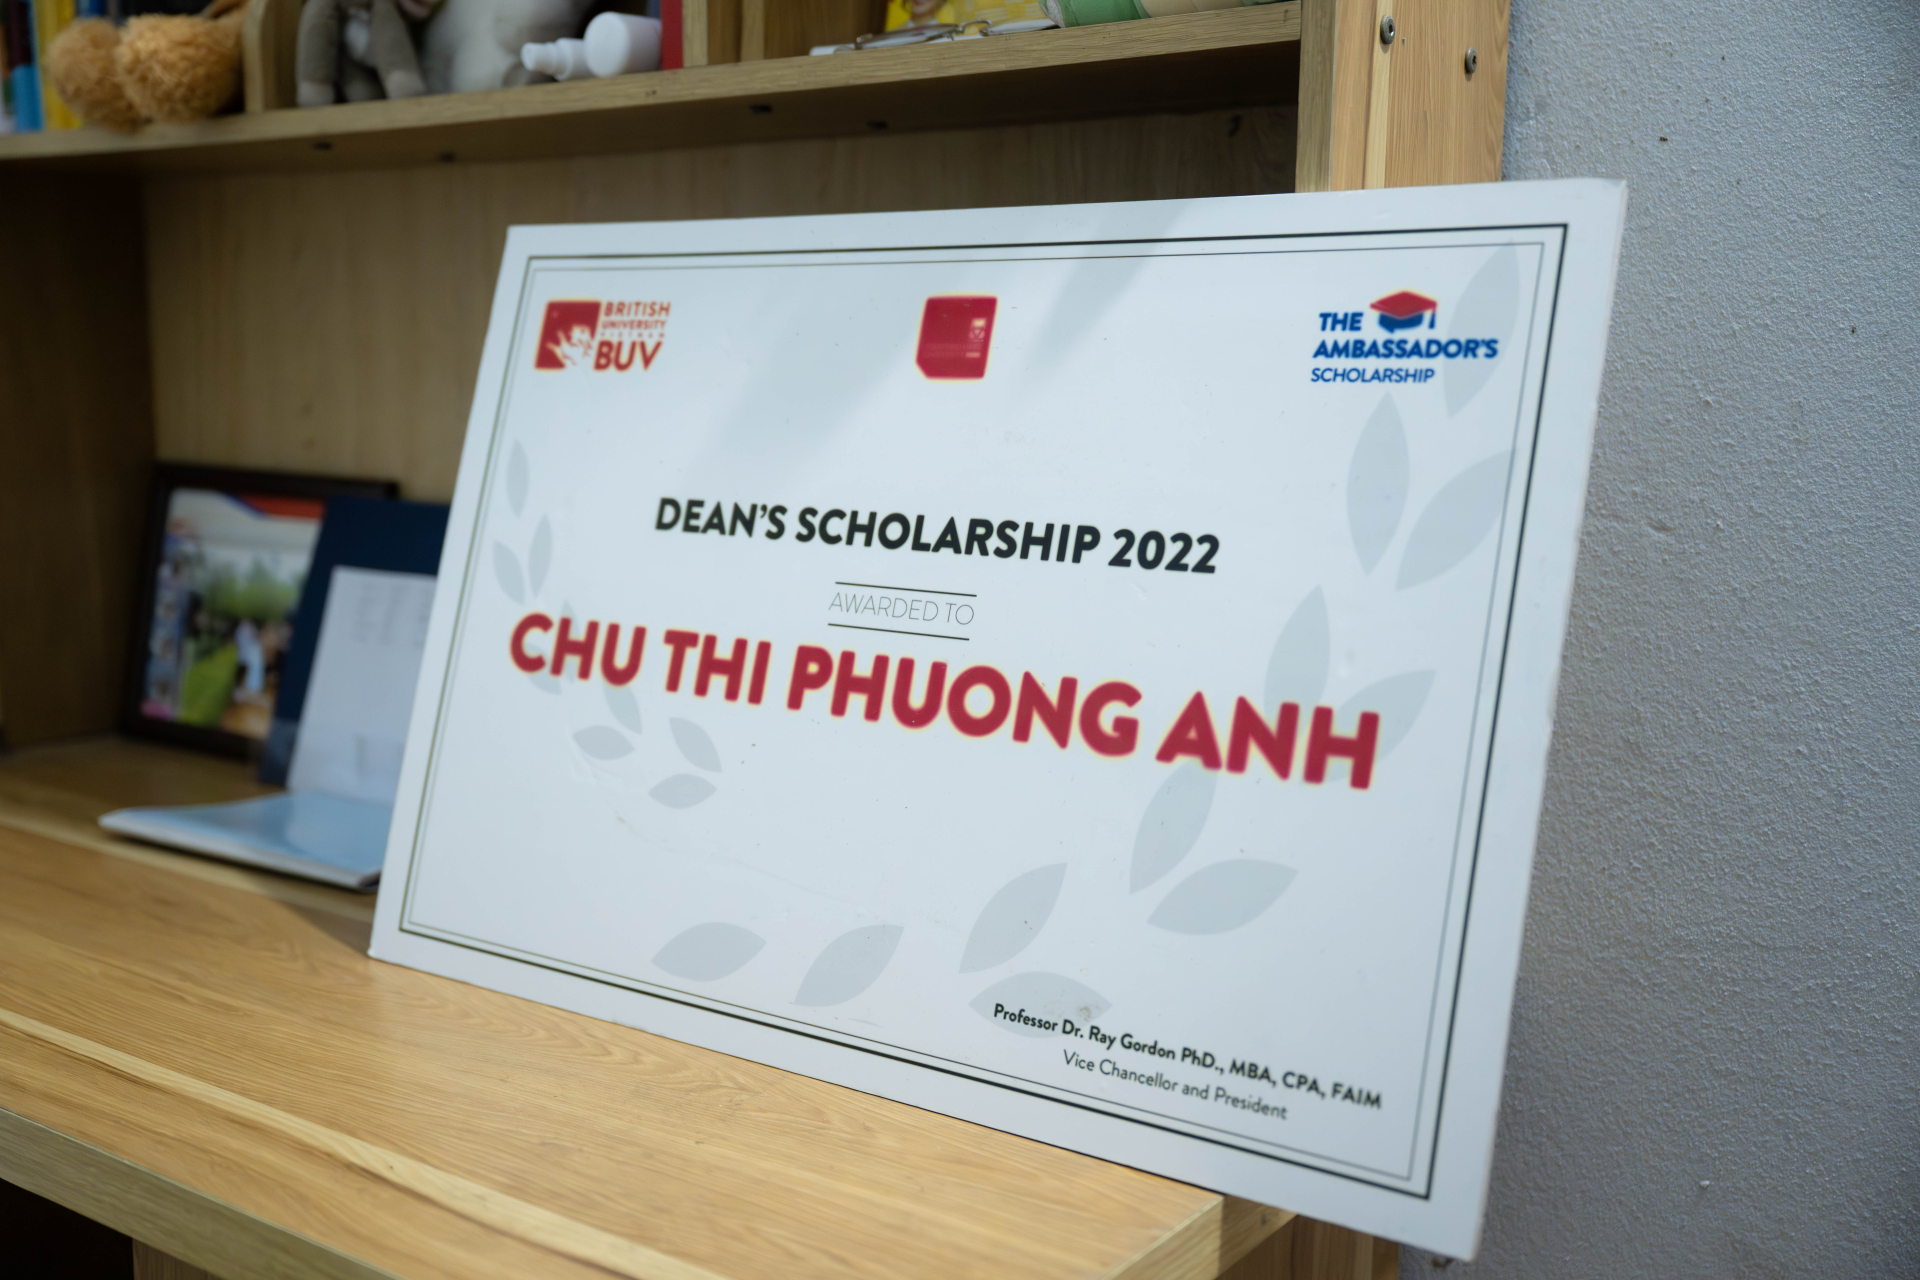 BRITISH
UNIVERSITY
VIETNAM
BUV
THE
AMBASSADOR'S
SCHOLARSHIP
DEAN'S SCHOLARSHIP 2022
AWARDED TO
CHU THI PHUONG ANH
Professor Dr. Ray Gordon PhD., MBA, CPA, FAIM
Vice Chancellor and President